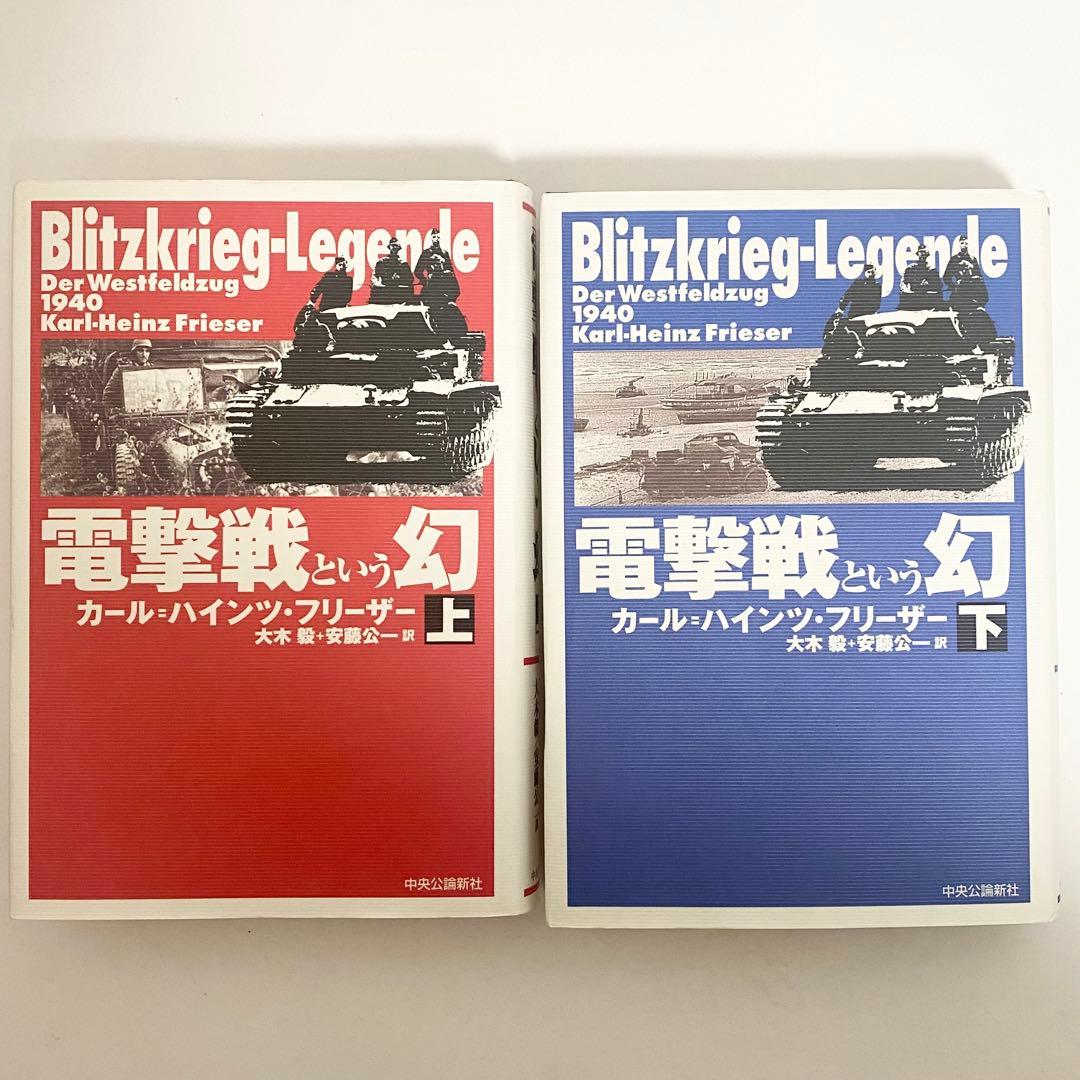 Blitzkrieg-Legende
Der Westfeldzug
1940
Karl-Heinz Frieser
電撃戦という幻
カール=ハインツ・フリーザー
大木 毅+安藤公一 訳
上
中央公論新社
Blitzkrieg-Legende
Der Westfeldzug
1940
Karl-Heinz Frieser
電撃戦という幻
カール=ハインツ・フリーザー
大木 毅+安藤公一 訳
下
中央公論新社